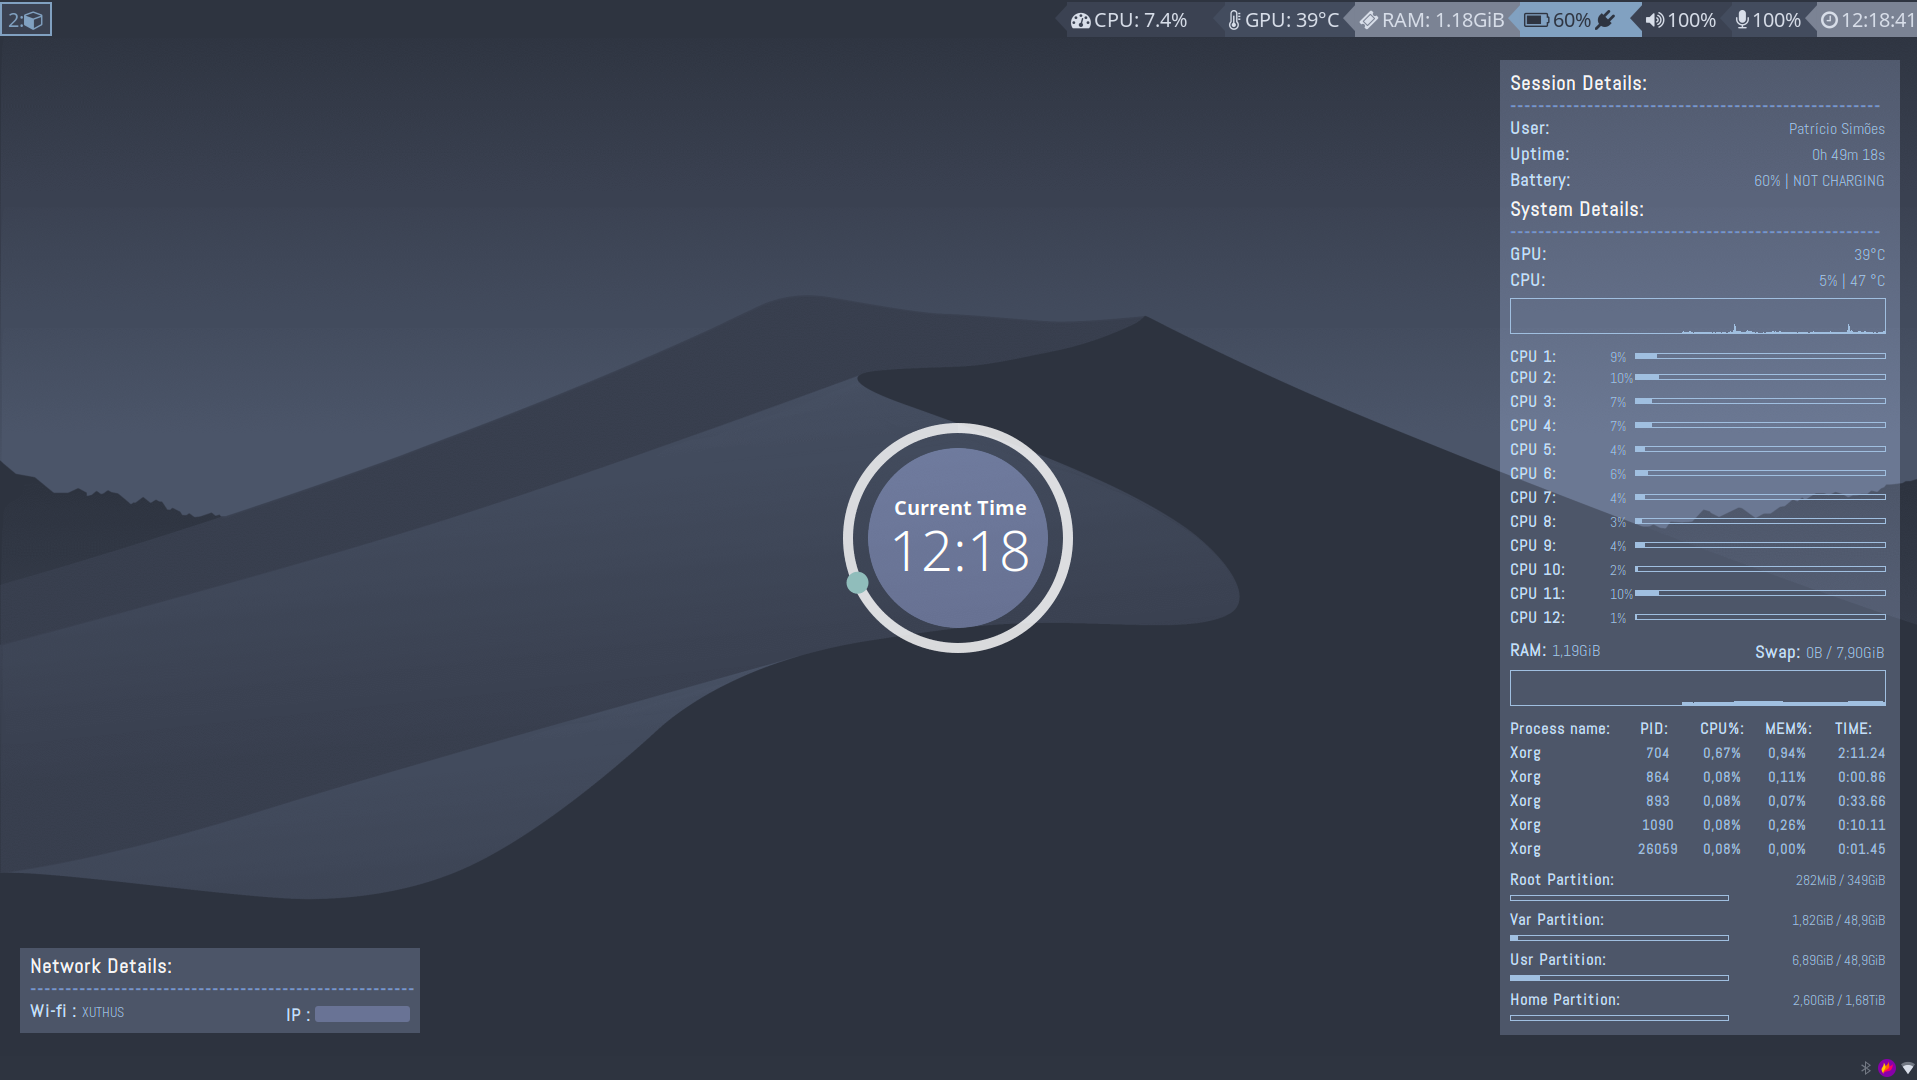 2:
CPU: 7.4% GPU: 39°C RAM: 1.18GiB 60% 100% 100% 12:18:41
Session Details:
User: Patrício Simões
Uptime: 0h 49m 18s
Battery: 60% | NOT CHARGING
System Details:
GPU: 39°C
CPU: 5% | 47 °C
CPU 1: 9%
CPU 2: 10%
CPU 3: 7%
CPU 4: 7%
CPU 5: 4%
CPU 6: 6%
CPU 7: 4%
CPU 8: 3%
CPU 9: 4%
CPU 10: 2%
CPU 11: 10%
CPU 12: 1%
RAM: 1,19GiB Swap: 0B / 7,90GiB
Process name: PID: CPU%: MEM%: TIME:
Xorg 704 0,67% 0,94% 2:11.24
Xorg 864 0,08% 0,11% 0:00.86
Xorg 893 0,08% 0,07% 0:33.66
Xorg 1090 0,08% 0,26% 0:10.11
Xorg 26059 0,08% 0,00% 0:01.45
Root Partition: 282MiB / 349GiB
Var Partition: 1,82GiB / 48,9GiB
Usr Partition: 6,89GiB / 48,9GiB
Home Partition: 2,60GiB / 1,68TiB
Current Time
12:18
Network Details:
Wi-fi : XUTHUS IP :